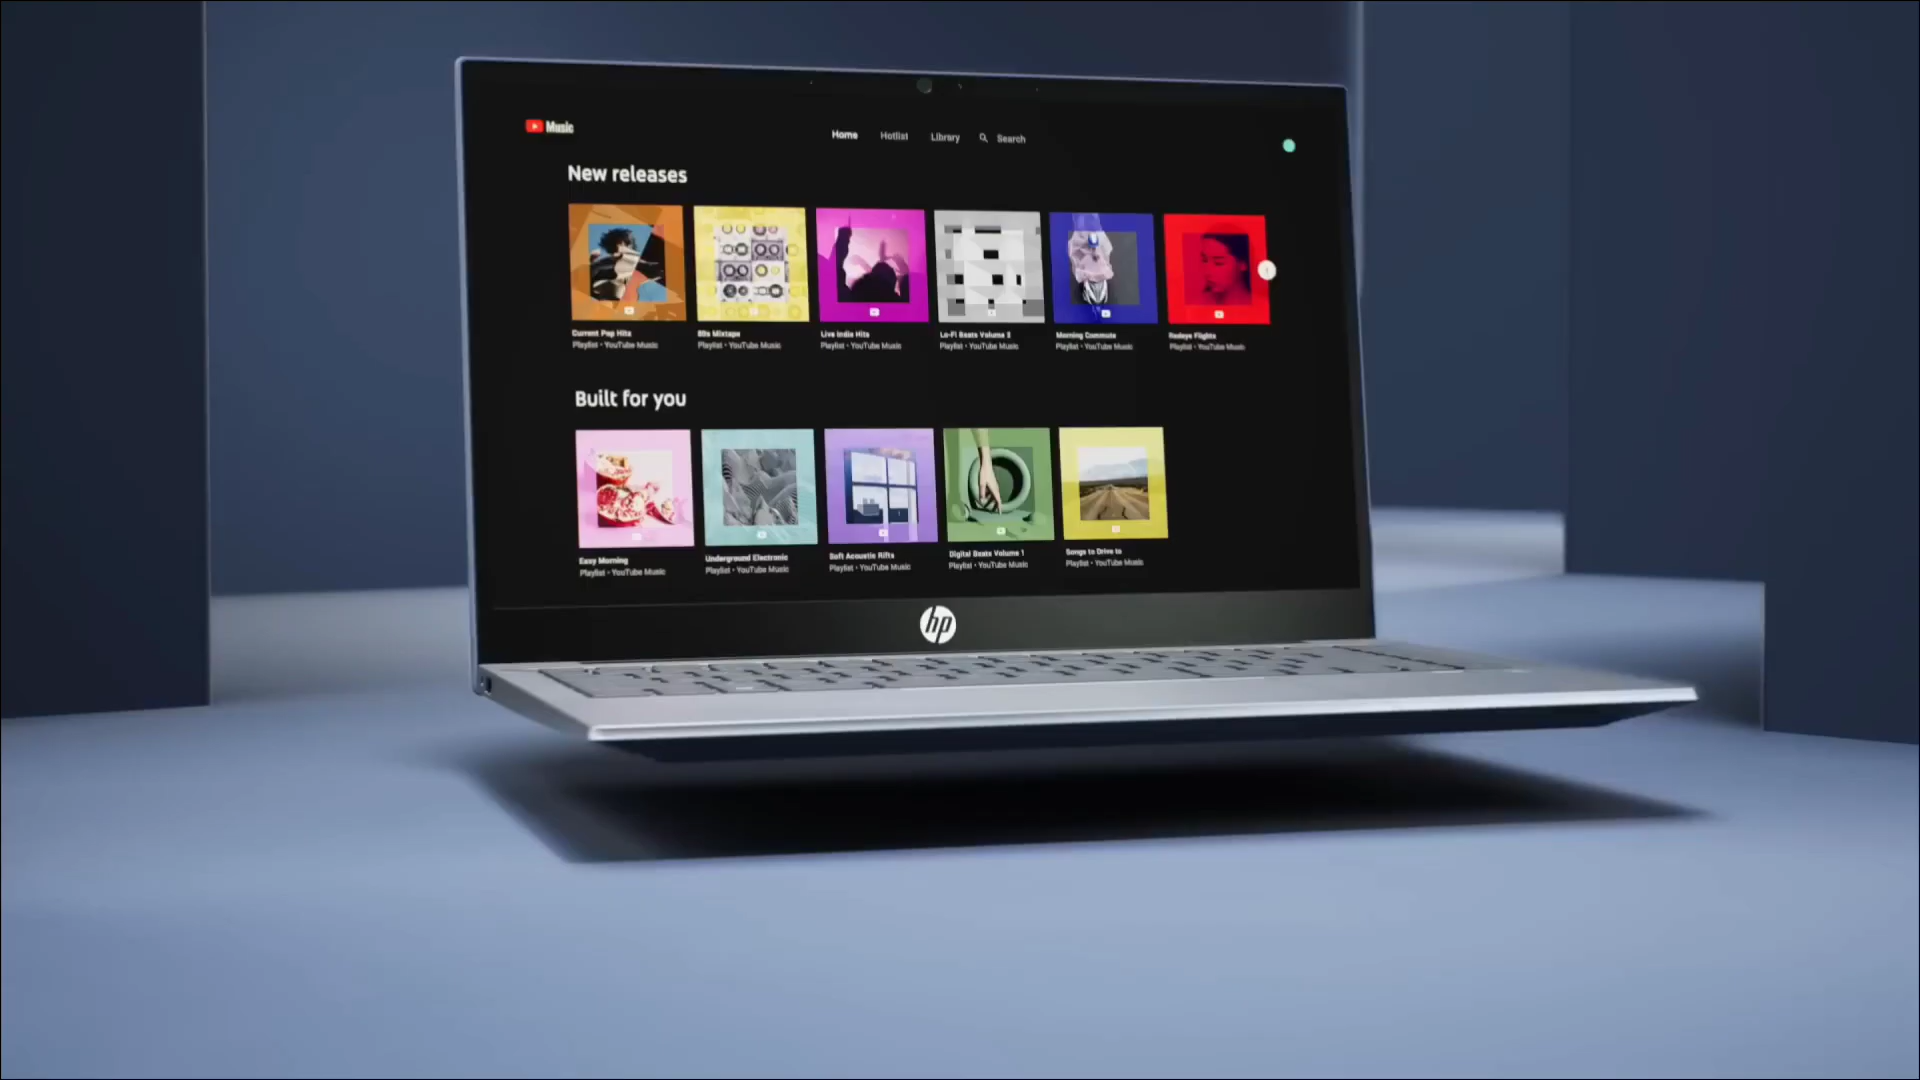 Music
Home
Hotlist
Library
Search
New releases
Current Pop Hits
Playlist • YouTube Music
80s Mixtape
Playlist • YouTube Music
Live Indie Hits
Playlist • YouTube Music
Lo-Fi Beats Volume 2
Playlist • YouTube Music
Morning Commute
Playlist • YouTube Music
Redeye Flights
Playlist • YouTube Music
Built for you
Easy Morning
Playlist • YouTube Music
Underground Electronic
Playlist • YouTube Music
Soft Acoustic Riffs
Playlist • YouTube Music
Digital Beats Volume 1
Playlist • YouTube Music
Songs to Drive to
Playlist • YouTube Music
hp